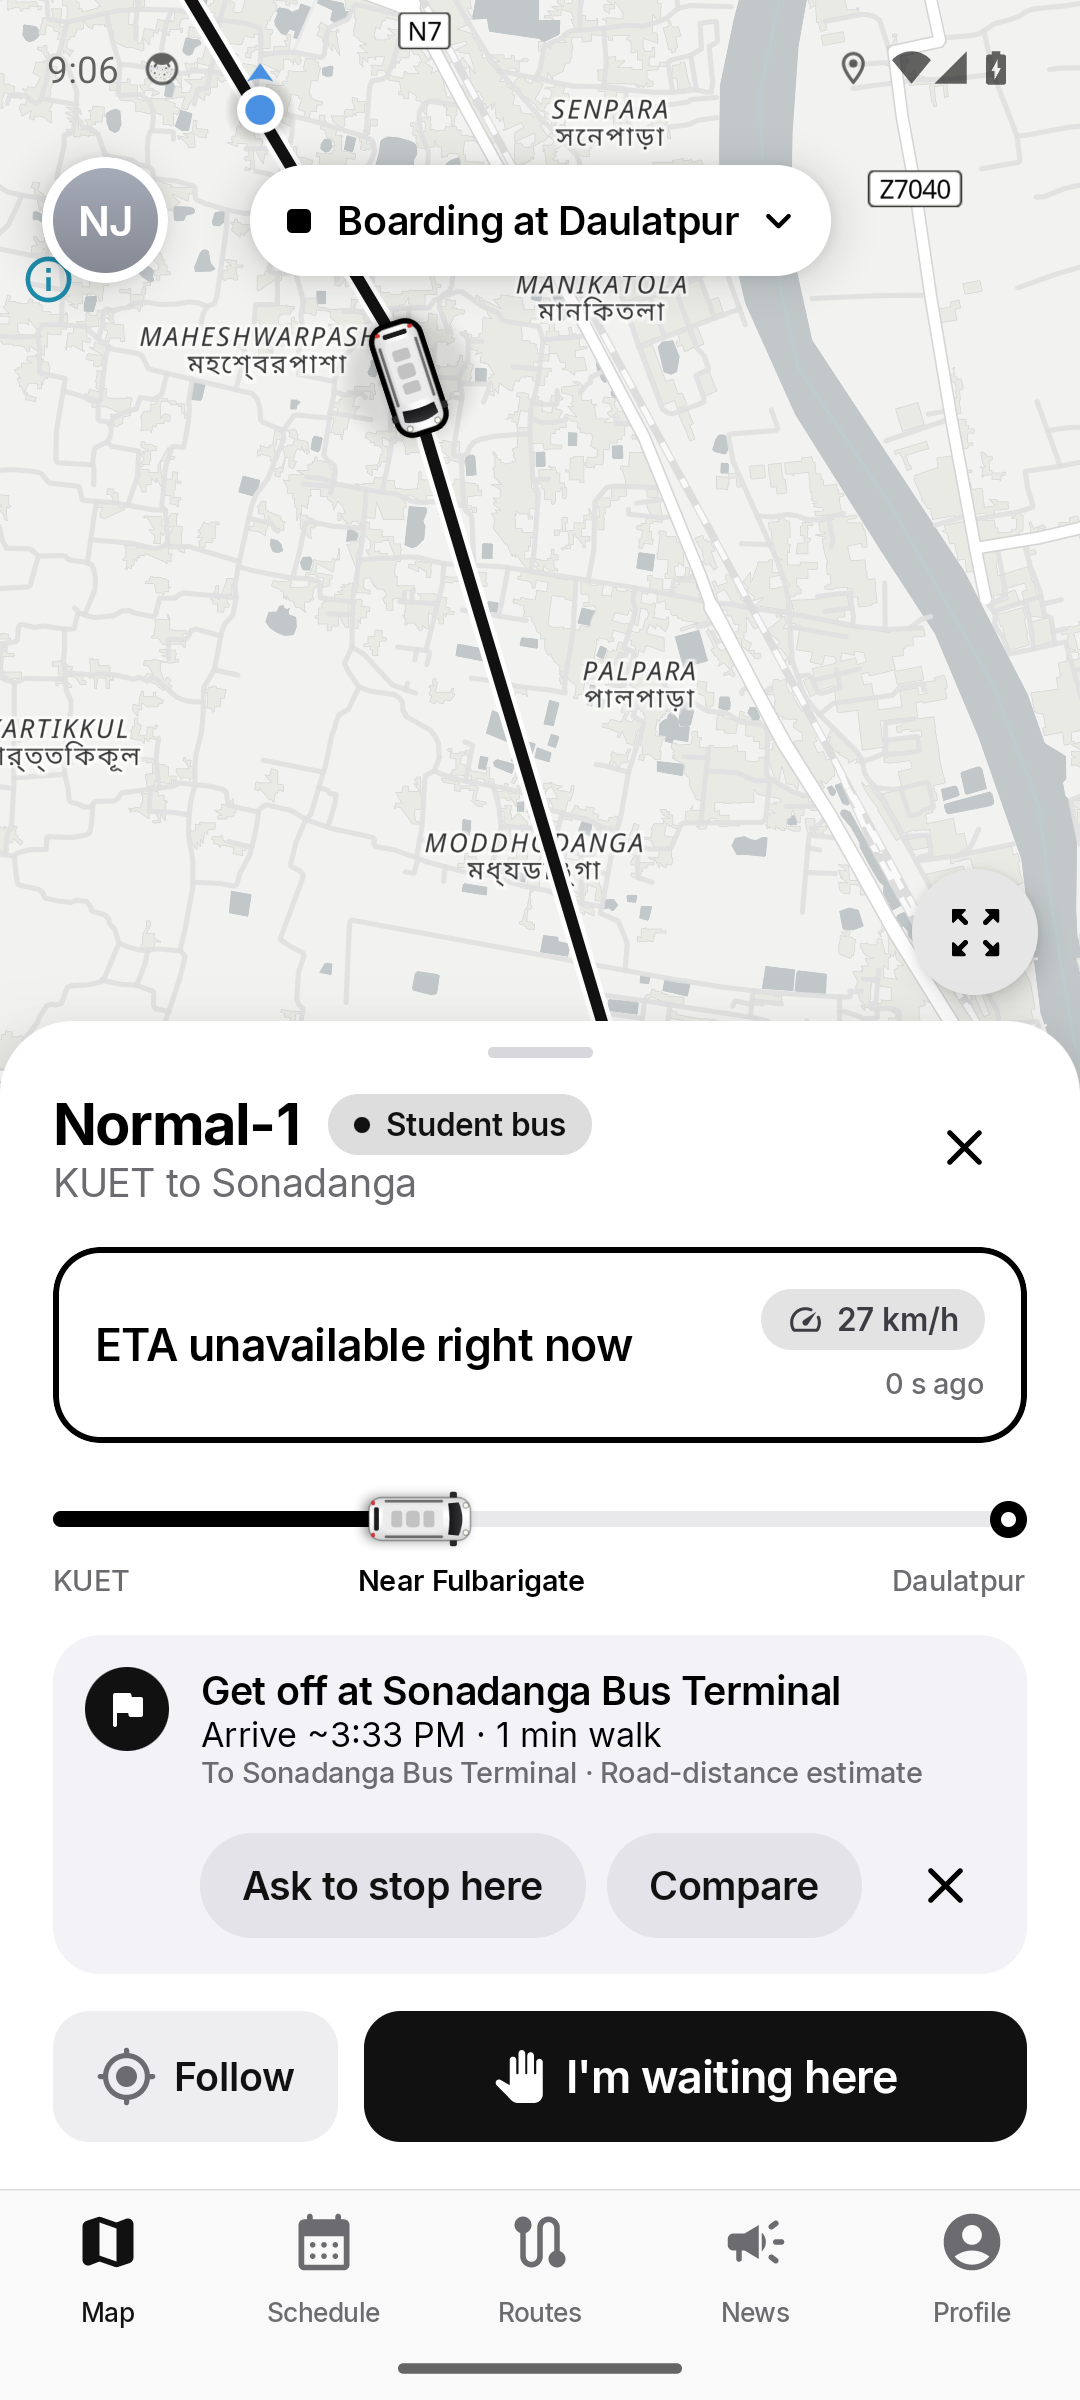 N7
9:06
SENPARA
সেনপাড়া
Z7040
NJ
Boarding at Daulatpur
MANIKATOLA
মানিকতলা
MAHESHWARPASH
মহেশ্বরপাশা
PALPARA
পালপাড়া
ARTIKKUL
র্ত্তিককূল
MODDH DANGA
মধ্যড
গা
Normal-1
Student bus
KUET to Sonadanga
ETA unavailable right now
27 km/h
0 s ago
KUET
Near Fulbarigate
Daulatpur
Get off at Sonadanga Bus Terminal
Arrive ~3:33 PM · 1 min walk
To Sonadanga Bus Terminal · Road-distance estimate
Ask to stop here
Compare
Follow
I'm waiting here
Map
Schedule
Routes
News
Profile